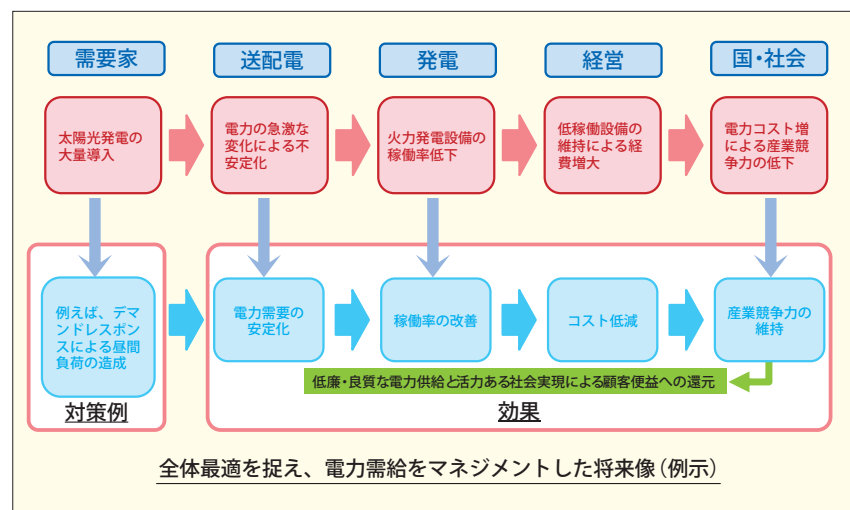 需要家
送配電
発電
経営
国・社会
太陽光発電の
大量導入
電力の急激な
変化による不
安定化
火力発電設備の
稼働率低下
低稼働設備の
維持による経
費増大
電力コスト増
による産業競
争力の低下
例えば、デマ
ンドレスポン
スによる昼間
負荷の造成
電力需要の
安定化
稼働率の改善
コスト低減
産業競争力の
維持
低廉・良質な電力供給と活力ある社会実現による顧客便益への還元
対策例
効果
全体最適を捉え、電力需給をマネジメントした将来像（例示）